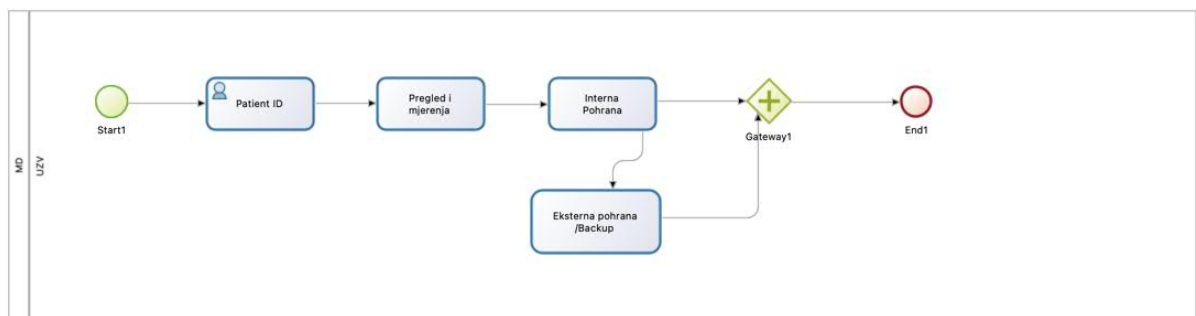 MD
UZV
Start1
Patient ID
Pregled i
mjerenja
Interna
Pohrana
Gateway1
End1
Eksterna pohrana
/Backup